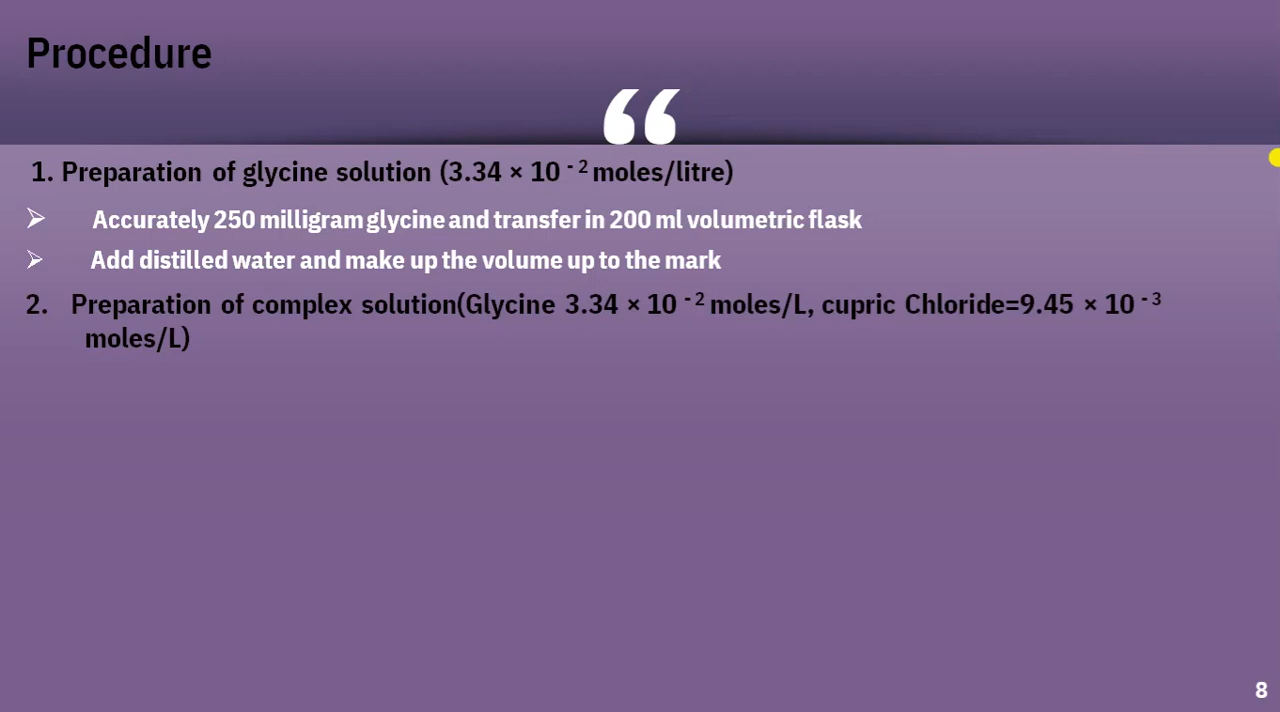 Procedure
“
1. Preparation of glycine solution (3.34 × 10 ⁻² moles/litre)
➢ Accurately 250 milligram glycine and transfer in 200 ml volumetric flask
➢ Add distilled water and make up the volume up to the mark
2. Preparation of complex solution(Glycine 3.34 × 10 ⁻² moles/L, cupric Chloride=9.45 × 10 ⁻³
moles/L)
8